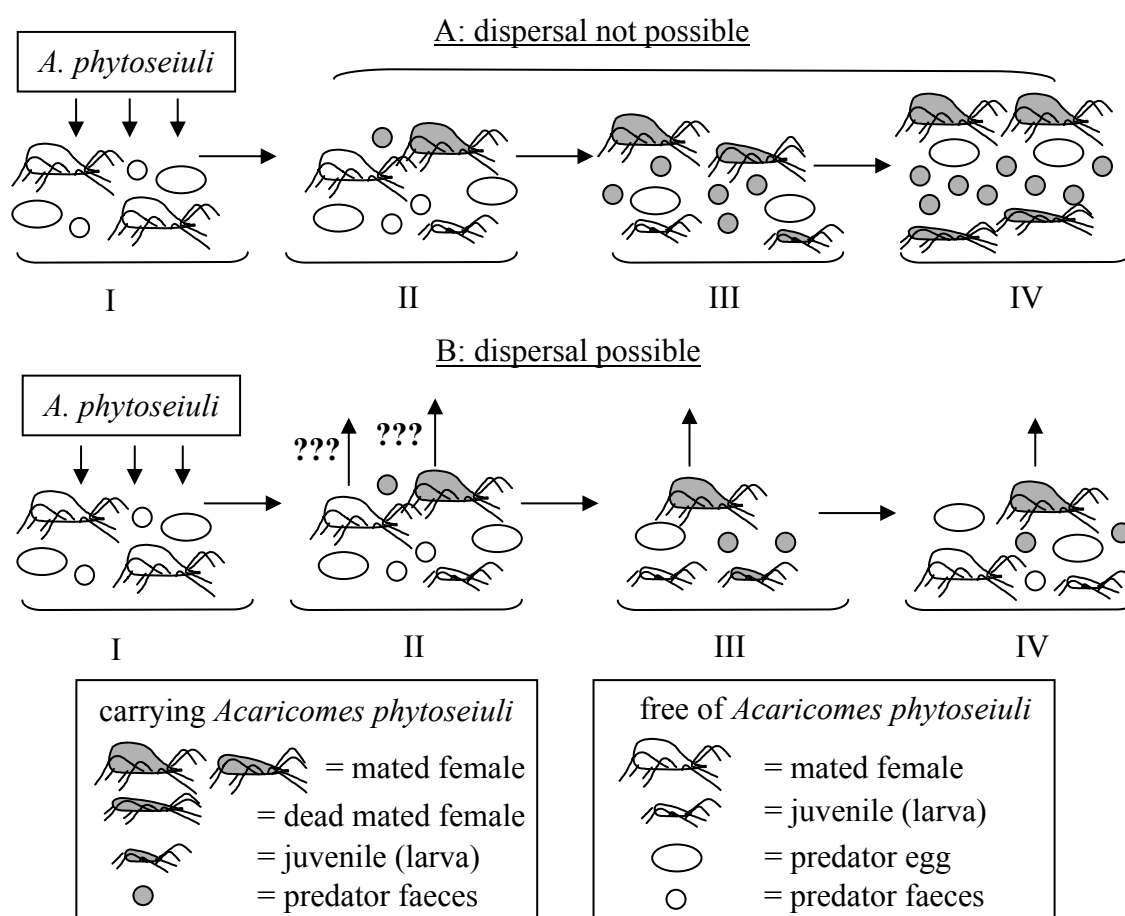 A: dispersal not possible
A. phytoseiuli
I
II
III
IV
B: dispersal possible
A. phytoseiuli
???
???
I
II
III
IV
carrying Acaricomes phytoseiuli
= mated female
= dead mated female
= juvenile (larva)
= predator faeces
free of Acaricomes phytoseiuli
= mated female
= juvenile (larva)
= predator egg
= predator faeces